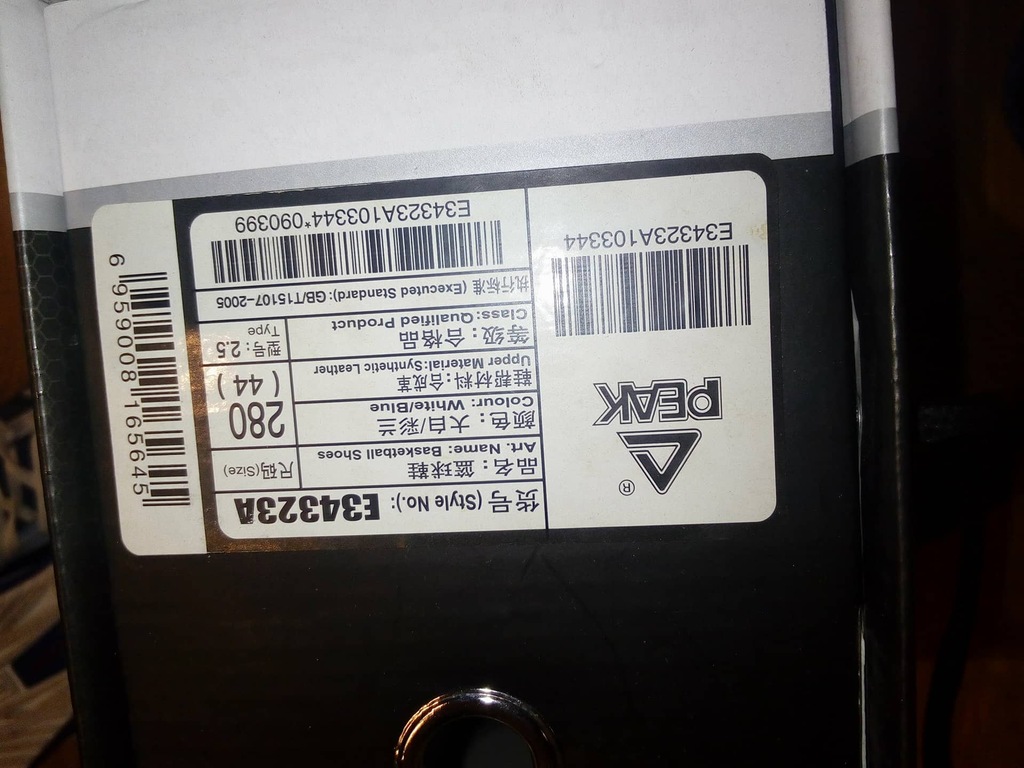 ®
PEAK
E34323A103344
货号 (Style No.): E34323A
品名：篮球鞋
Art. Name: Basketball Shoes
尺码(Size)
颜色：大白/彩兰
Colour: White/Blue
280
(44)
鞋帮材料：合成革
Upper Material:Synthetic Leather
等级：合格品
Class: Qualified Product
型号：2.5
Type
执行标准 (Executed Standard): GB/T15107-2005
E34323A103344*090399
6 959008 165645